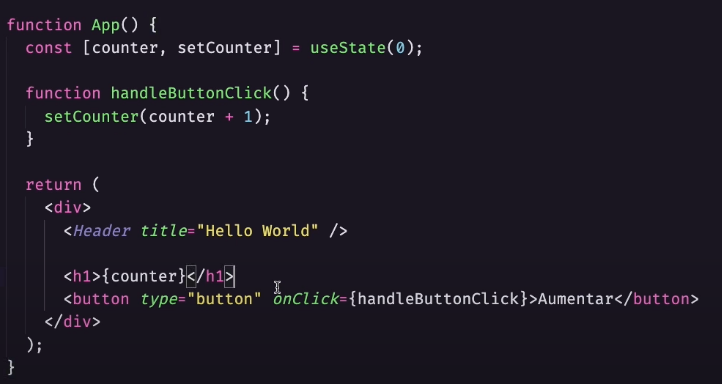 function App() {
  const [counter, setCounter] = useState(0);

  function handleButtonClick() {
    setCounter(counter + 1);
  }

  return (
    <div>
      <Header title="Hello World" />

      <h1>{counter}</h1>
      <button type="button" onClick={handleButtonClick}>Aumentar</button>
    </div>
  );
}